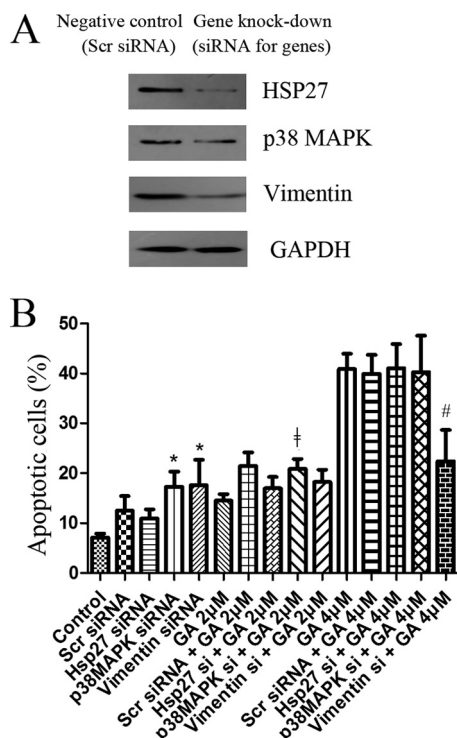 A
Negative control
(Scr siRNA)
Gene knock-down
(siRNA for genes)
HSP27
p38 MAPK
Vimentin
GAPDH
B
Apoptotic cells (%)
50
40
30
20
10
0
*
*
ǂ
#
Control
Scr siRNA
Hsp27 siRNA
p38MAPK siRNA
Vimentin siRNA
GA 2μM
Scr siRNA + GA 2μM
Hsp27 si + GA 2μM
p38MAPK si + GA 2μM
Vimentin si + GA 2μM
GA 4μM
Scr siRNA + GA 4μM
Hsp27 si + GA 4μM
p38MAPK si + GA 4μM
Vimentin si + GA 4μM